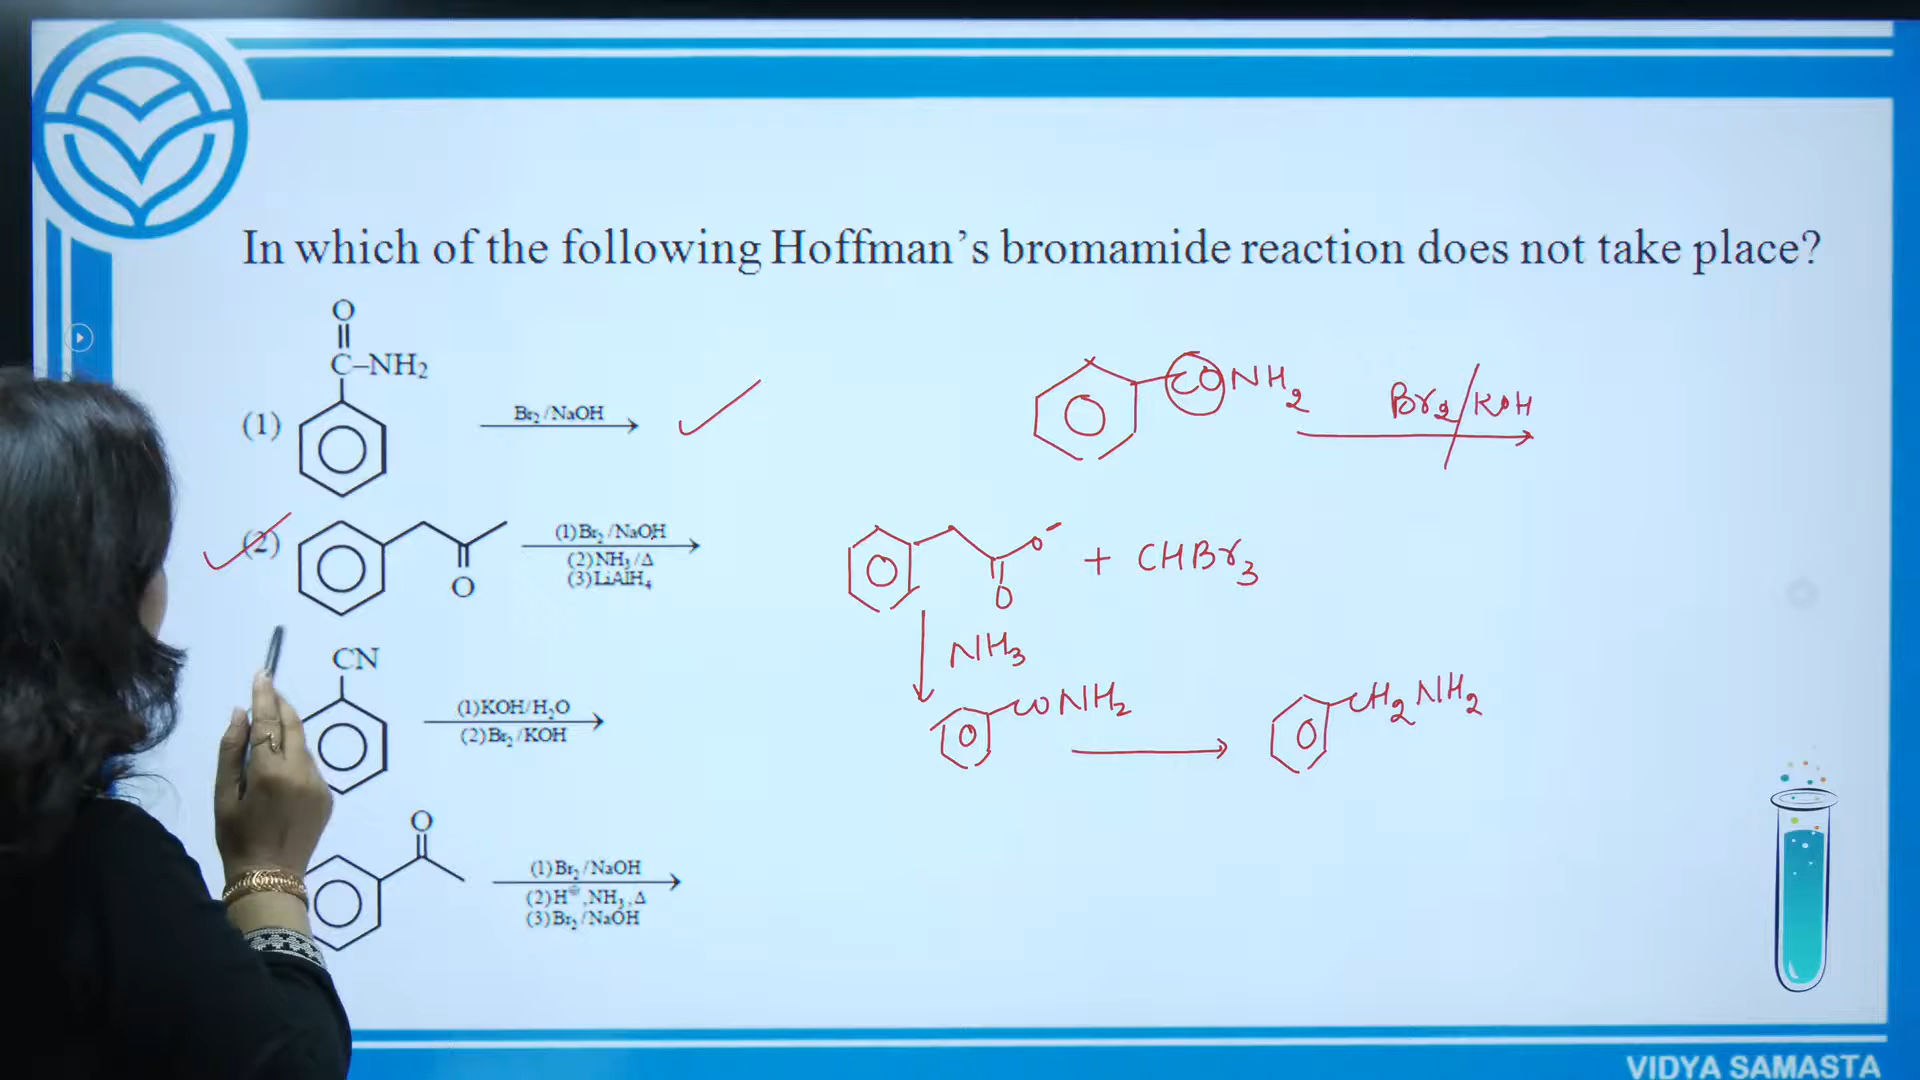 In which of the following Hoffman’s bromamide reaction does not take place?
O
C–NH₂
(1)
Br₂/NaOH
CONH₂
Br₂/KOH
(2)
O
(1)Br₂/NaOH
(2)NH₃/Δ
(3)LiAlH₄
O⁻
O
+ CHBr₃
NH₃
CONH₂
CH₂NH₂
CN
(1)KOH/H₂O
(2)Br₂/KOH
O
(1)Br₂/NaOH
(2)H⊕,NH₃,Δ
(3)Br₂/NaOH
VIDYA SAMASTA